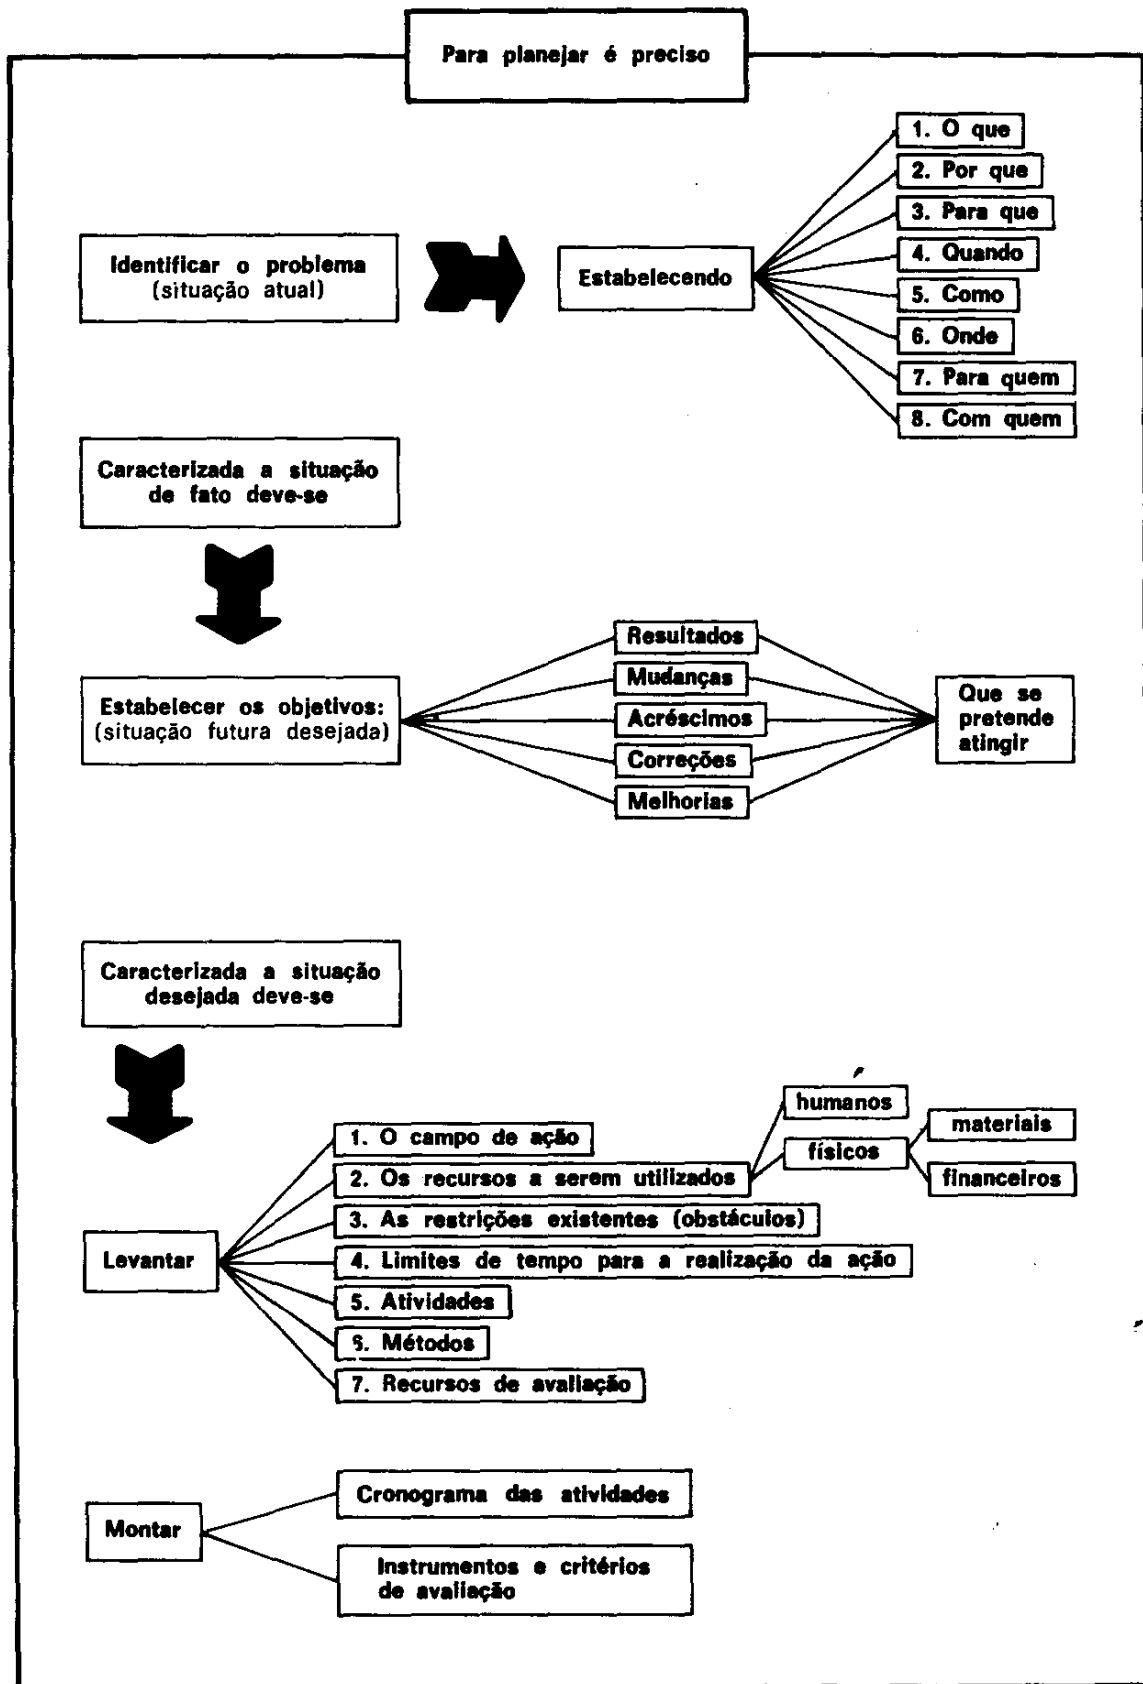 Para planejar é preciso
1. O que
2. Por que
3. Para que
4. Quando
5. Como
6. Onde
7. Para quem
8. Com quem
Identificar o problema
(situação atual)
Estabelecendo
Caracterizada a situação
de fato deve-se
Estabelecer os objetivos:
(situação futura desejada)
Resultados
Mudanças
Acréscimos
Correções
Melhorias
Que se
pretende
atingir
Caracterizada a situação
desejada deve-se
Levantar
1. O campo de ação
2. Os recursos a serem utilizados
humanos
físicos
materiais
financeiros
3. As restrições existentes (obstáculos)
4. Limites de tempo para a realização da ação
5. Atividades
6. Métodos
7. Recursos de avaliação
Montar
Cronograma das atividades
Instrumentos e critérios
de avaliação